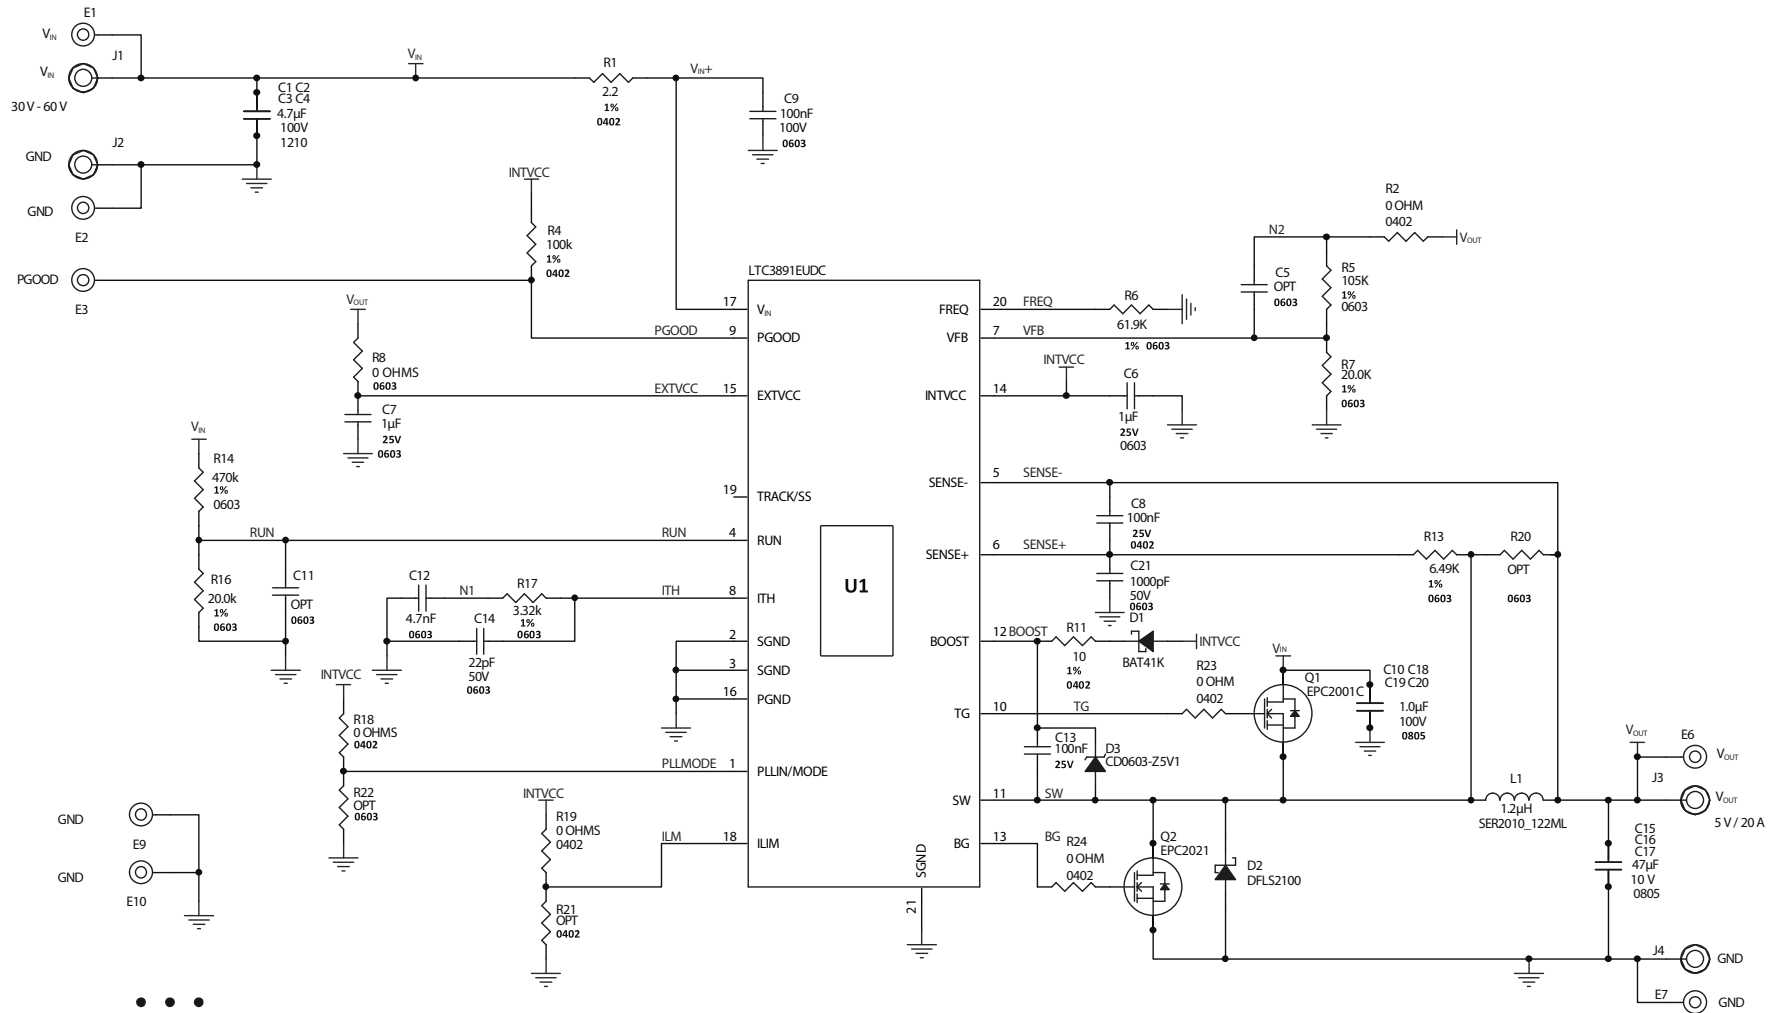 E1
VIN
J1
VIN
30 V - 60 V
C1 C2
C3 C4
4.7µF
100V
1210
J2
GND
GND
E2
PGOOD
E3
VIN
R1
2.2
1%
0402
VIN+
C9
100nF
100V
0603
INTVCC
R4
100k
1%
0402
VOUT
R8
0 OHMS
0603
C7
1µF
25V
0603
VIN
R14
470k
1%
0603
RUN
R16
20.0k
1%
0603
C11
OPT
0603
C12
4.7nF
0603
N1
R17
3.32k
1%
0603
C14
22pF
50V
0603
INTVCC
R18
0 OHMS
0402
R22
OPT
0603
INTVCC
R19
0 OHMS
0402
R21
OPT
0402
GND
E9
GND
E10
LTC3891EUDC
17
VIN
PGOOD
9
PGOOD
EXTVCC
15
EXTVCC
19
TRACK/SS
RUN
4
RUN
ITH
8
ITH
2
SGND
3
SGND
16
PGND
PLLMODE
1
PLLIN/MODE
ILM
18
ILIM
U1
SGND
21
FREQ
20
FREQ
VFB
7
VFB
INTVCC
14
SENSE-
5
SENSE-
SENSE+
6
SENSE+
BOOST
12
BOOST
TG
10
TG
SW
11
SW
BG
13
BG
R6
61.9K
1% 0603
INTVCC
C6
1µF
25V
0603
N2
C5
OPT
0603
R2
0 OHM
0402
VOUT
R5
105K
1%
0603
R7
20.0K
1%
0603
C8
100nF
25V
0402
C21
1000pF
50V
0603
R13
6.49K
1%
0603
R20
OPT
0603
R11
10
1%
0402
D1
BAT41K
INTVCC
R23
0 OHM
0402
VIN
Q1
EPC2001C
C10 C18
C19 C20
1.0µF
100V
0805
C13
100nF
25V
D3
CD0603-Z5V1
R24
0 OHM
0402
Q2
EPC2021
D2
DFLS2100
L1
1.2µH
SER2010_122ML
VOUT
E6
VOUT
J3
VOUT
5 V / 20 A
C15
C16
C17
47µF
10 V
0805
J4
GND
E7
GND